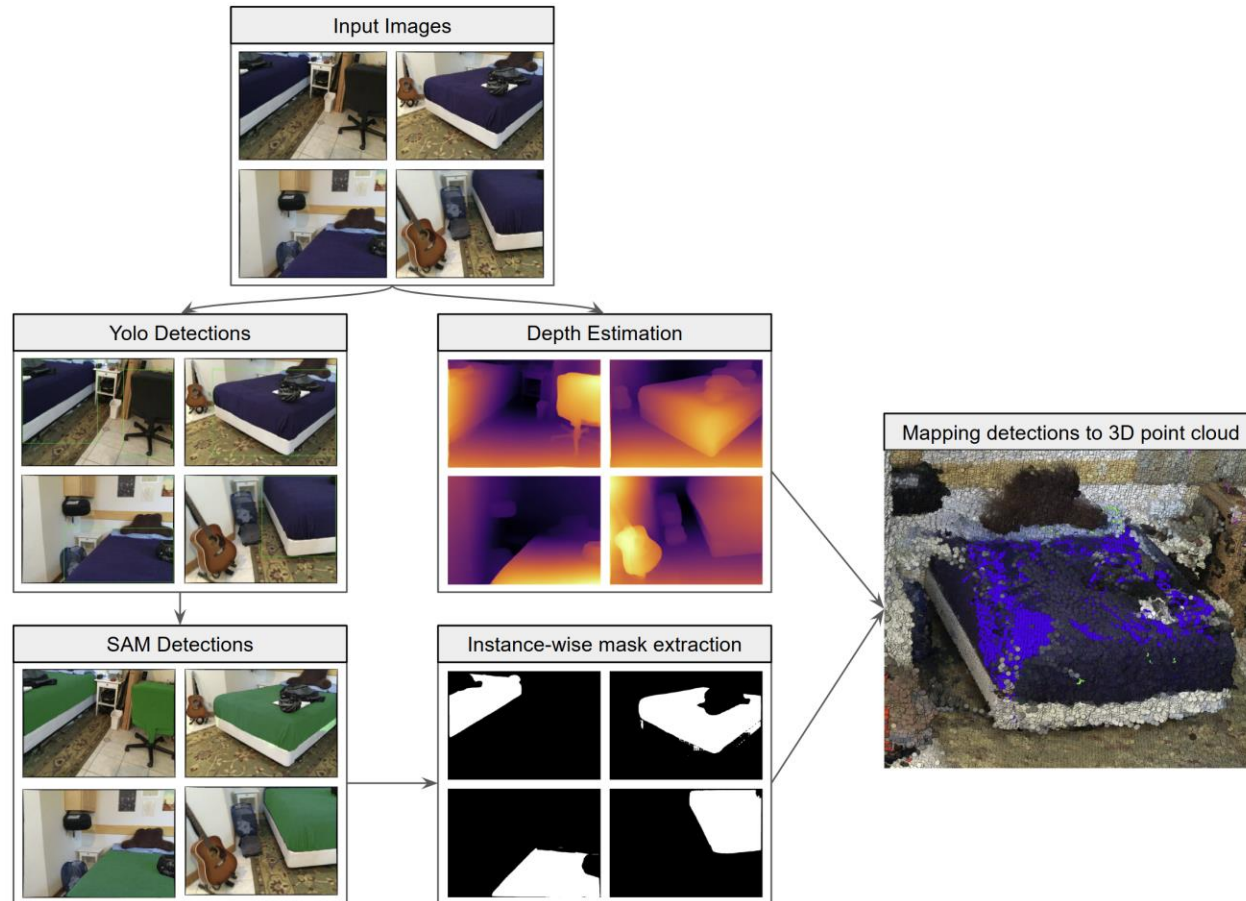 Input Images
Yolo Detections
Depth Estimation
Mapping detections to 3D point cloud
SAM Detections
Instance-wise mask extraction